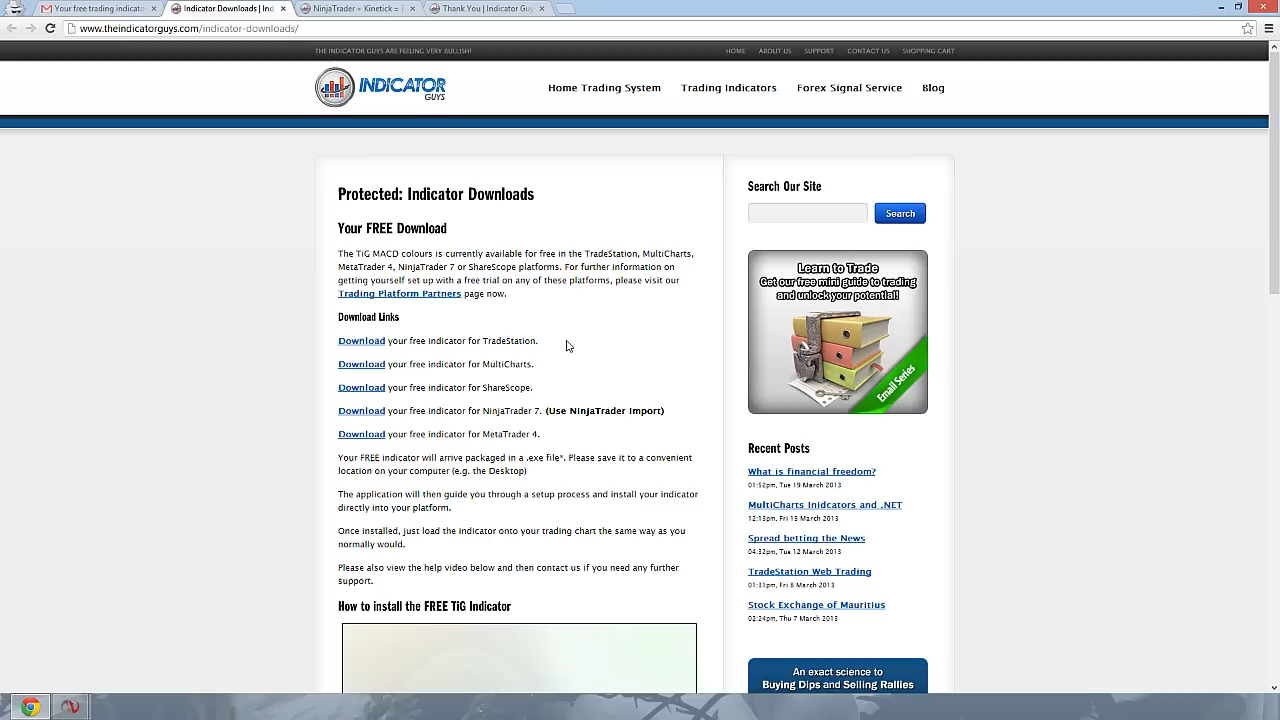 Your free trading indicato
Indicator Downloads | Ind
NinjaTrader + Kinetick = I
Thank You | Indicator Guy
www.theindicatorguys.com/indicator-downloads/
THE INDICATOR GUYS ARE FEELING VERY BULLISH!
HOME ABOUT US SUPPORT CONTACT US SHOPPING CART
INDICATOR
GUYS
Home Trading System Trading Indicators Forex Signal Service Blog
Protected: Indicator Downloads
Your FREE Download
The TiG MACD colours is currently available for free in the TradeStation, MultiCharts,
MetaTrader 4, NinjaTrader 7 or ShareScope platforms. For further information on
getting yourself set up with a free trial on any of these platforms, please visit our
Trading Platform Partners page now.
Download Links
Download your free indicator for TradeStation.
Download your free indicator for MultiCharts.
Download your free indicator for ShareScope.
Download your free indicator for NinjaTrader 7. (Use NinjaTrader Import)
Download your free indicator for MetaTrader 4.
Your FREE indicator will arrive packaged in a .exe file*. Please save it to a convenient
location on your computer (e.g. the Desktop)
The application will then guide you through a setup process and install your indicator
directly into your platform.
Once installed, just load the indicator onto your trading chart the same way as you
normally would.
Please also view the help video below and then contact us if you need any further
support.
How to install the FREE TiG Indicator
Search Our Site
Search
Learn to Trade
Get our free mini guide to trading
and unlock your potential!
Email Series
Recent Posts
What is financial freedom?
01:52pm, Tue 19 March 2013
MultiCharts Inidcators and .NET
12:13pm, Fri 15 March 2013
Spread betting the News
04:32pm, Tue 12 March 2013
TradeStation Web Trading
01:31pm, Fri 8 March 2013
Stock Exchange of Mauritius
02:24pm, Thu 7 March 2013
An exact science to
Buying Dips and Selling Rallies